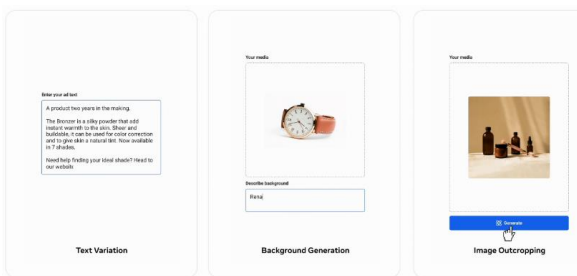 Enter your ad text
A product two years in the making.
The Bronzer is a silky powder that add
instant warmth to the skin. Sheer and
buildable, it can be used for color correction
and to give skin a natural tint. Now available
in 7 shades.
Need help finding your ideal shade? Head to
our website
Text Variation
Your media
Describe background
Rena
Background Generation
Your media
Generate
Image Outcropping